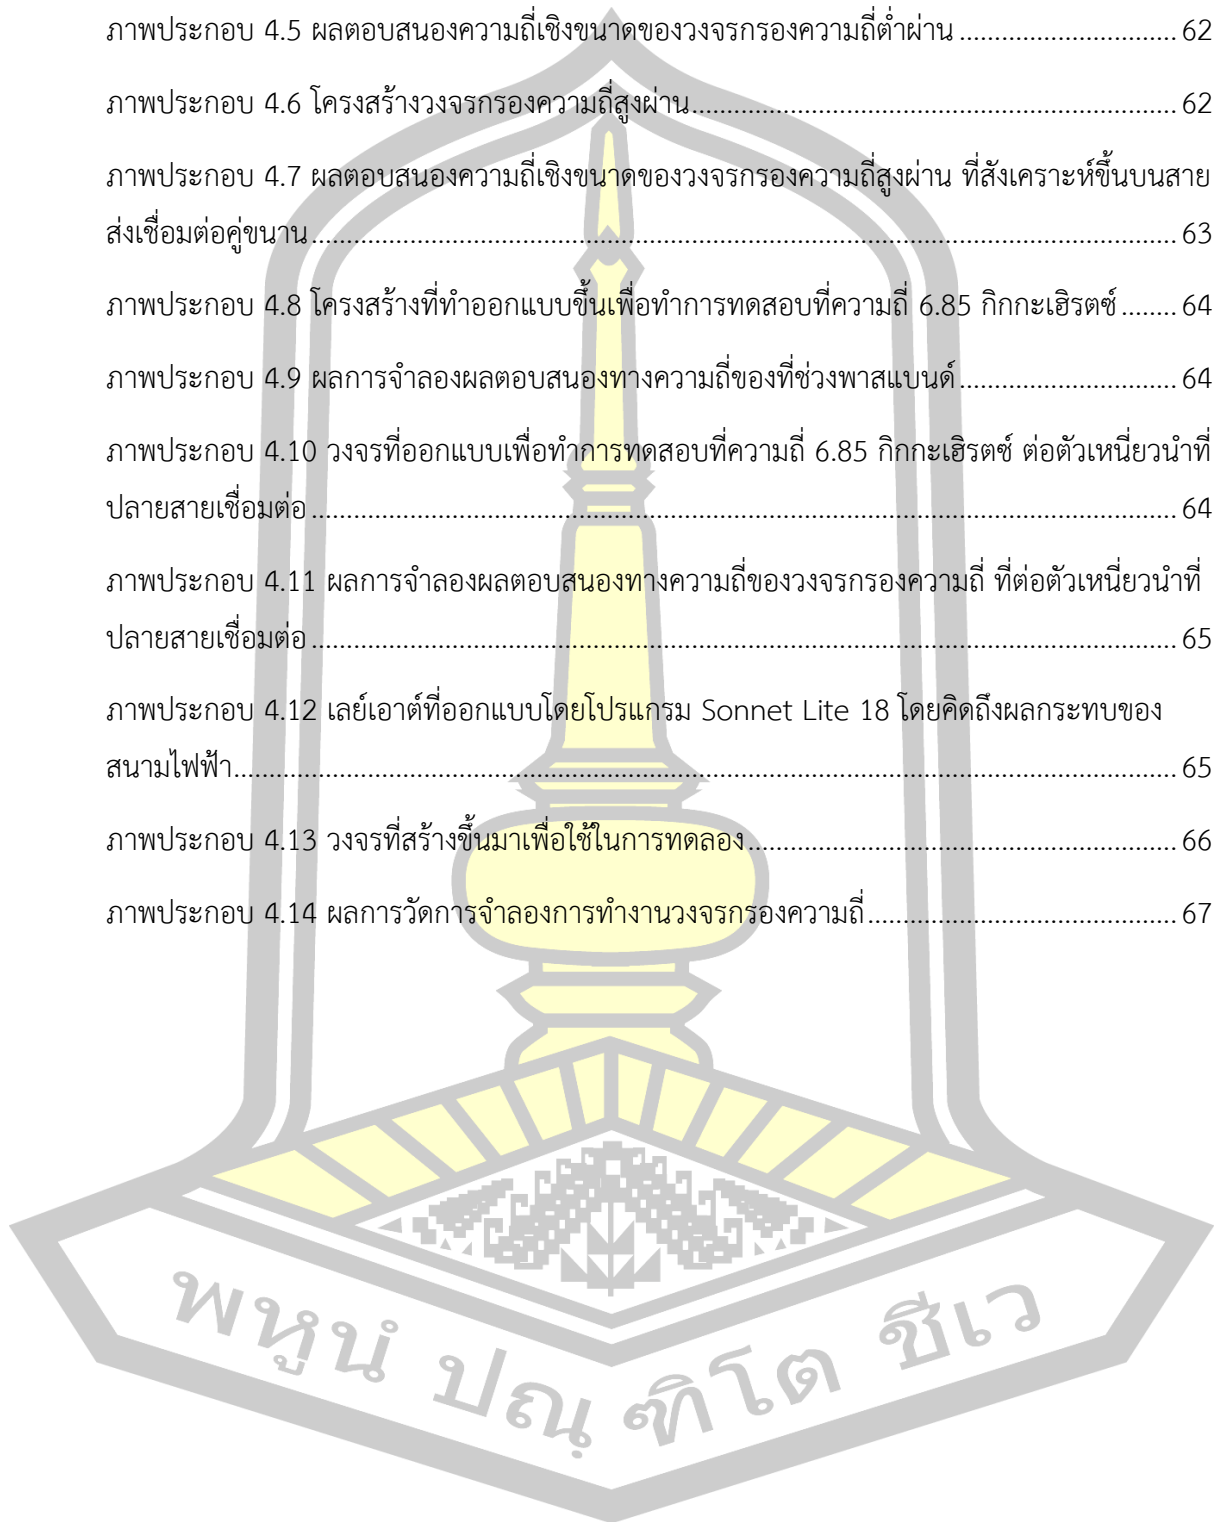 ภาพประกอบ 4.5 ผลตอบสนองความถี่เชิงขนาดของวงจรกรองความถี่ต่ำผ่าน ................................ 62
ภาพประกอบ 4.6 โครงสร้างวงจรกรองความถี่สูงผ่าน....................................................................... 62
ภาพประกอบ 4.7 ผลตอบสนองความถี่เชิงขนาดของวงจรกรองความถี่สูงผ่าน ที่สังเคราะห์ขึ้นบนสาย
ส่งเชื่อมต่อคู่ขนาน ............................................................................................................................. 63
ภาพประกอบ 4.8 โครงสร้างที่ทำออกแบบขึ้นเพื่อทำการทดสอบที่ความถี่ 6.85 กิกกะเฮิรตซ์ ........ 64
ภาพประกอบ 4.9 ผลการจำลองผลตอบสนองทางความถี่ของที่ช่วงพาสแบนด์ ................................ 64
ภาพประกอบ 4.10 วงจรที่ออกแบบเพื่อทำการทดสอบที่ความถี่ 6.85 กิกกะเฮิรตซ์ ต่อตัวเหนี่ยวนำที่
ปลายสายเชื่อมต่อ ............................................................................................................................. 64
ภาพประกอบ 4.11 ผลการจำลองผลตอบสนองทางความถี่ของวงจรกรองความถี่ ที่ต่อตัวเหนี่ยวนำที่
ปลายสายเชื่อมต่อ ............................................................................................................................. 65
ภาพประกอบ 4.12 เลย์เอาต์ที่ออกแบบโดยโปรแกรม Sonnet Lite 18 โดยคิดถึงผลกระทบของ
สนามไฟฟ้า........................................................................................................................................ 65
ภาพประกอบ 4.13 วงจรที่สร้างขึ้นมาเพื่อใช้ในการทดลอง .............................................................. 66
ภาพประกอบ 4.14 ผลการวัดการจำลองการทำงานวงจรกรองความถี่ ............................................. 67
พหูนํ ปณฺ ฑิโต ชีเว